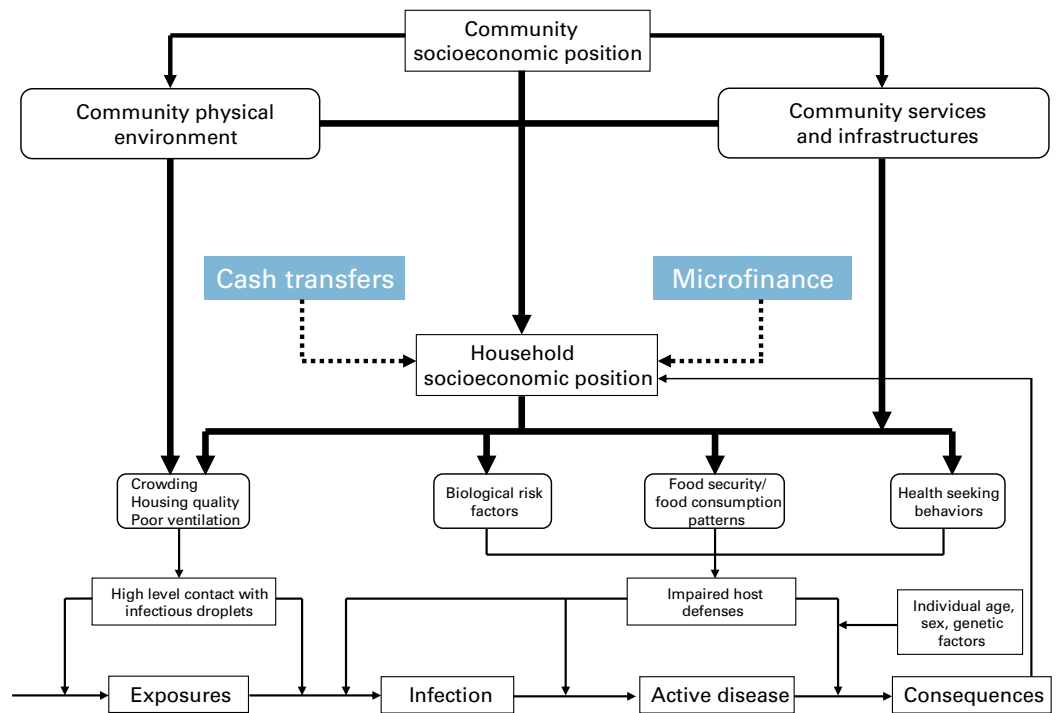 Community
socioeconomic position
Community physical
environment
Community services
and infrastructures
Cash transfers
Microfinance
Household
socioeconomic position
Crowding
Housing quality
Poor ventilation
Biological risk
factors
Food security/
food consumption
patterns
Health seeking
behaviors
High level contact with
infectious droplets
Impaired host
defenses
Individual age,
sex, genetic
factors
Exposures
Infection
Active disease
Consequences